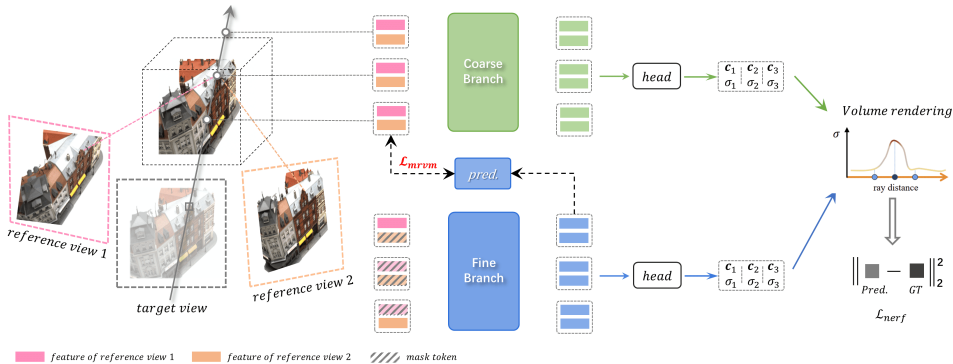 Coarse
Branch
head
c₁ c₂ c₃
σ₁ σ₂ σ₃
Volume rendering
σ
ray distance
ℒmrvm
pred.
reference view 1
reference view 2
target view
Fine
Branch
head
c₁ c₂ c₃
σ₁ σ₂ σ₃
‖ — ‖²₂
Pred. GT
ℒnerf
feature of reference view 1 feature of reference view 2 mask token